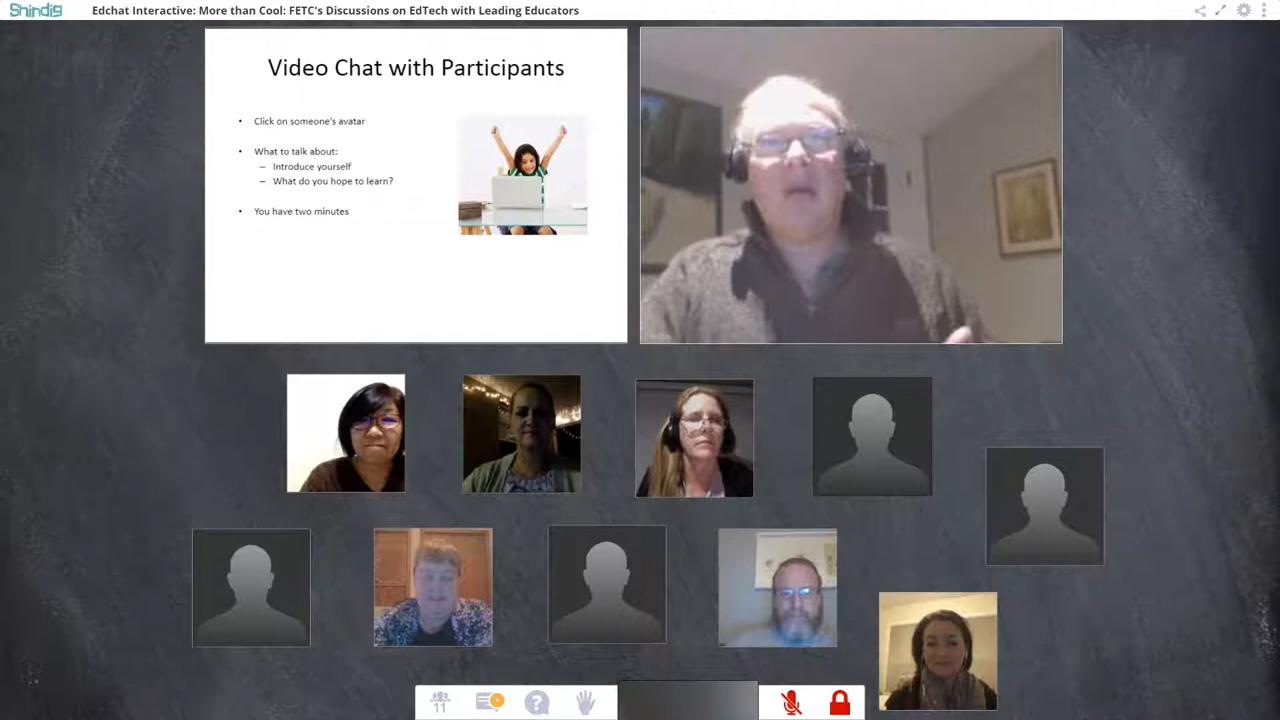 Shindig
Edchat Interactive: More than Cool: FETC's Discussions on EdTech with Leading Educators
Video Chat with Participants
• Click on someone's avatar
• What to talk about:
– Introduce yourself
– What do you hope to learn?
• You have two minutes
11